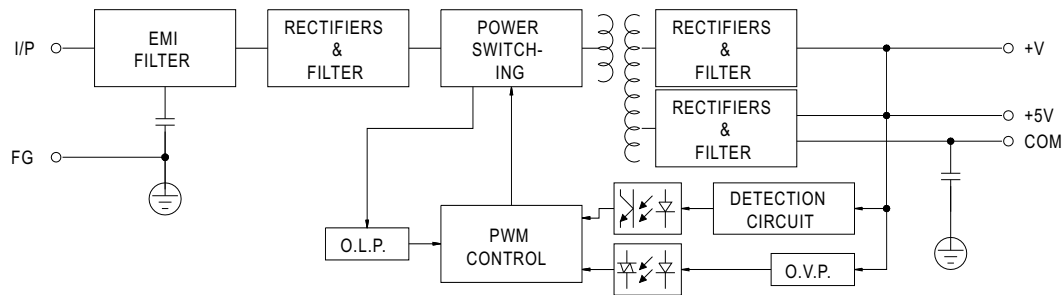 I/P
EMI
FILTER
RECTIFIERS
&
FILTER
POWER
SWITCH-
ING
RECTIFIERS
&
FILTER
+V
RECTIFIERS
&
FILTER
+5V
COM
FG
DETECTION
CIRCUIT
O.L.P.
PWM
CONTROL
O.V.P.